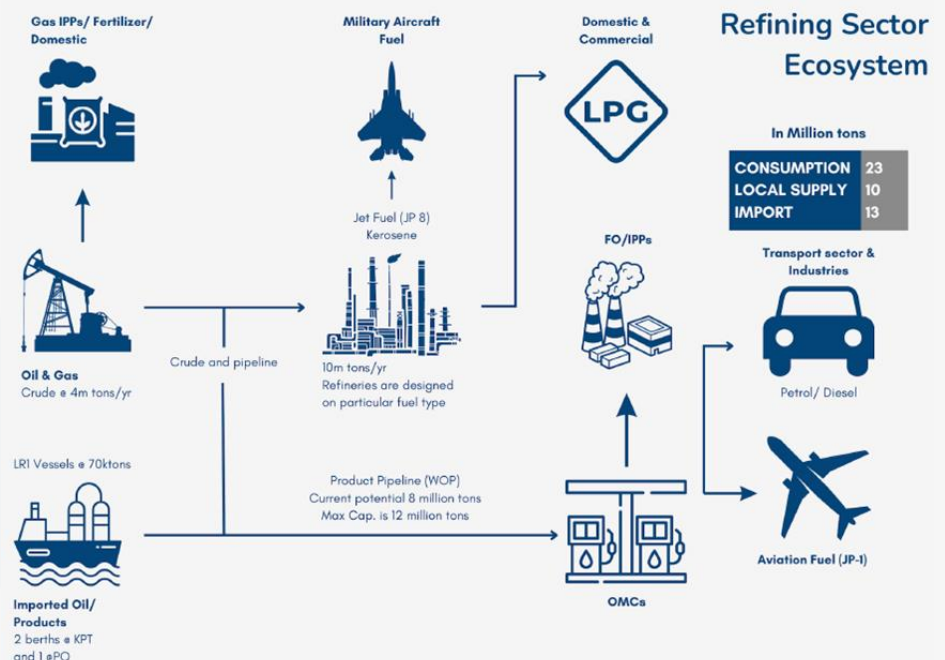 Refining Sector
Ecosystem
Gas IPPs/ Fertilizer/
Domestic
Military Aircraft
Fuel
Domestic &
Commercial
LPG
In Million tons
CONSUMPTION 23
LOCAL SUPPLY 10
IMPORT 13
Jet Fuel (JP 8)
Kerosene
FO/IPPs
Transport sector &
Industries
Oil & Gas
Crude @ 4m tons/yr
Crude and pipeline
10m tons/yr
Refineries are designed
on particular fuel type
Petrol/ Diesel
LR1 Vessels @ 70ktons
Product Pipeline (WOP)
Current potential 8 million tons
Max Cap. is 12 million tons
Aviation Fuel (JP-1)
OMCs
Imported Oil/
Products
2 berths @ KPT
and 1 @PQ